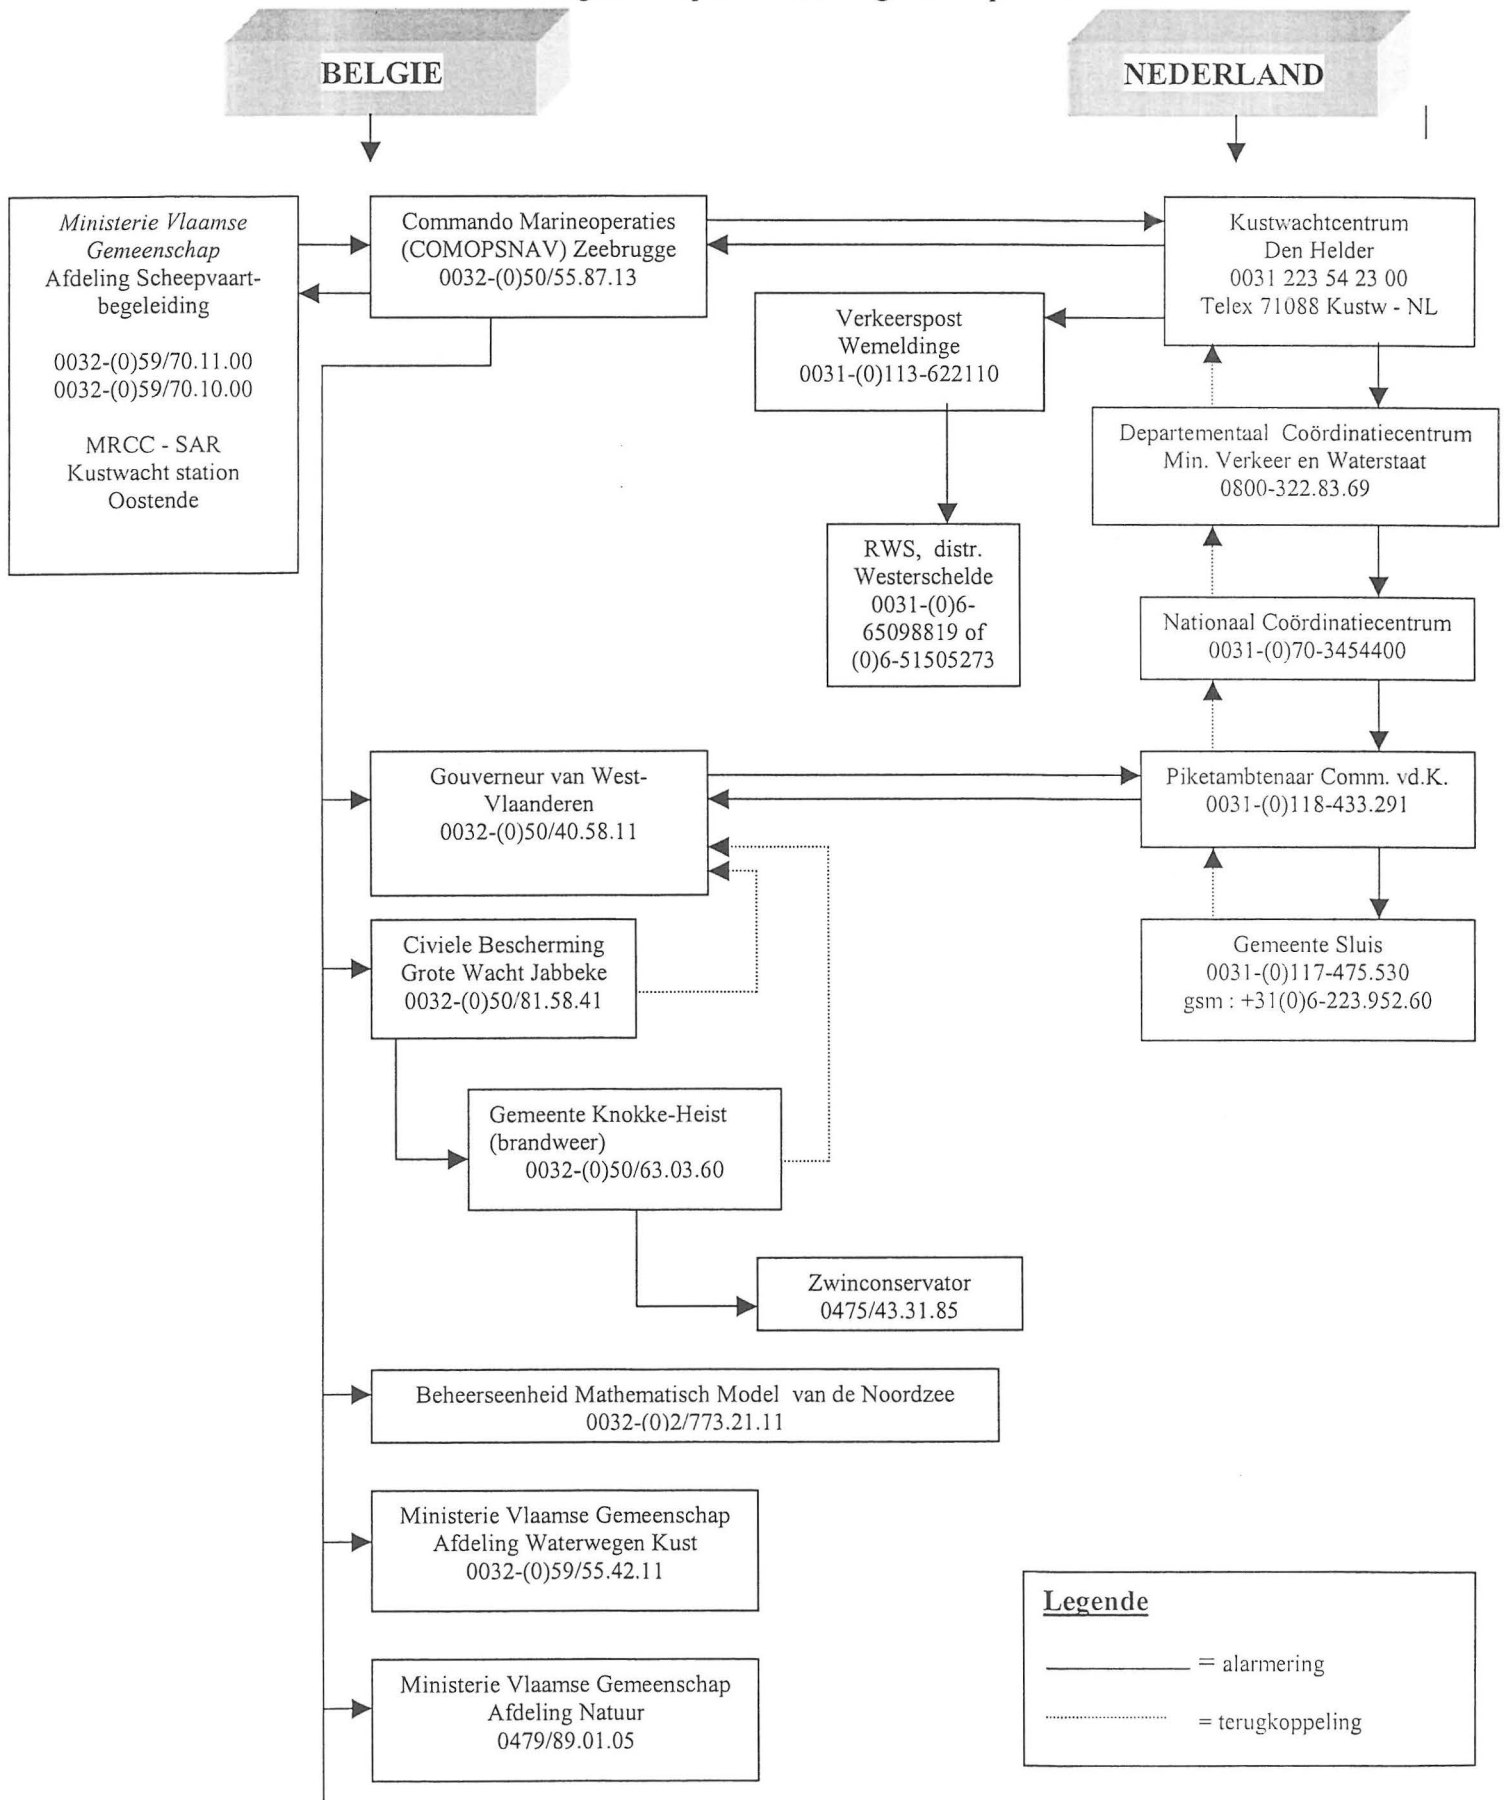 BELGIE
NEDERLAND
Ministerie Vlaamse
Gemeenschap
Afdeling Scheepvaart-
begeleiding
0032-(0)59/70.11.00
0032-(0)59/70.10.00
MRCC - SAR
Kustwacht station
Oostende
Commando Marineoperaties
(COMOPSNAV) Zeebrugge
0032-(0)50/55.87.13
Kustwachtcentrum
Den Helder
0031 223 54 23 00
Telex 71088 Kustw - NL
Verkeerspost
Wemeldinge
0031-(0)113-622110
Departementaal Coördinatiecentrum
Min. Verkeer en Waterstaat
0800-322.83.69
RWS, distr.
Westerschelde
0031-(0)6-
65098819 of
(0)6-51505273
Nationaal Coördinatiecentrum
0031-(0)70-3454400
Gouverneur van West-
Vlaanderen
0032-(0)50/40.58.11
Piketambtenaar Comm. vd.K.
0031-(0)118-433.291
Civiele Bescherming
Grote Wacht Jabbeke
0032-(0)50/81.58.41
Gemeente Sluis
0031-(0)117-475.530
gsm : +31(0)6-223.952.60
Gemeente Knokke-Heist
(brandweer)
0032-(0)50/63.03.60
Zwinconservator
0475/43.31.85
Beheerseenheid Mathematisch Model van de Noordzee
0032-(0)2/773.21.11
Ministerie Vlaamse Gemeenschap
Afdeling Waterwegen Kust
0032-(0)59/55.42.11
Ministerie Vlaamse Gemeenschap
Afdeling Natuur
0479/89.01.05
Legende
= alarmering
= terugkoppeling